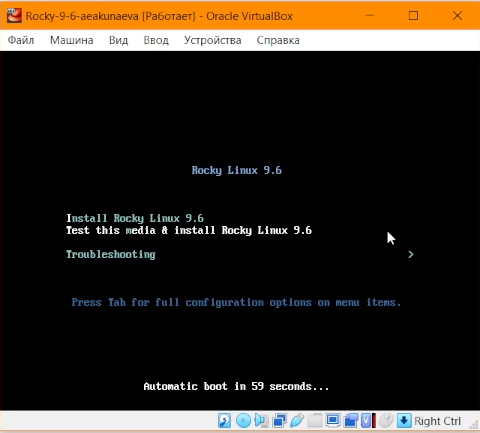 Rocky-9-6-aeakunaeva [Работает] - Oracle VirtualBox
Файл Машина Вид Ввод Устройства Справка
Rocky Linux 9.6
Install Rocky Linux 9.6
Test this media & install Rocky Linux 9.6
Troubleshooting >
Press Tab for full configuration options on menu items.
Automatic boot in 59 seconds...
Right Ctrl